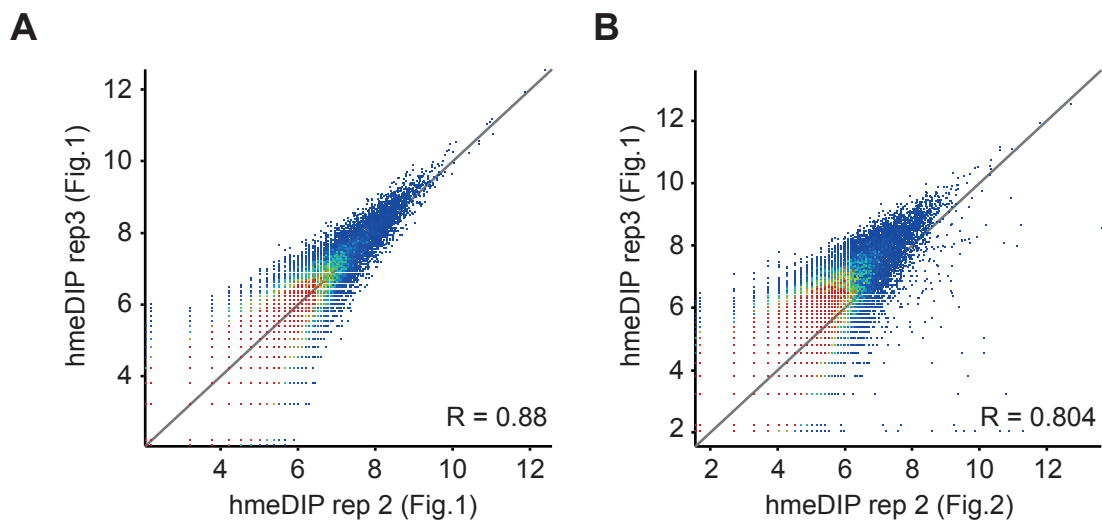 A
B
12
10
8
6
4
hmeDIP rep3 (Fig.1)
R = 0.88
4 6 8 10 12
hmeDIP rep 2 (Fig.1)
12
10
8
6
4
2
hmeDIP rep3 (Fig.1)
R = 0.804
2 4 6 8 10 12
hmeDIP rep 2 (Fig.2)